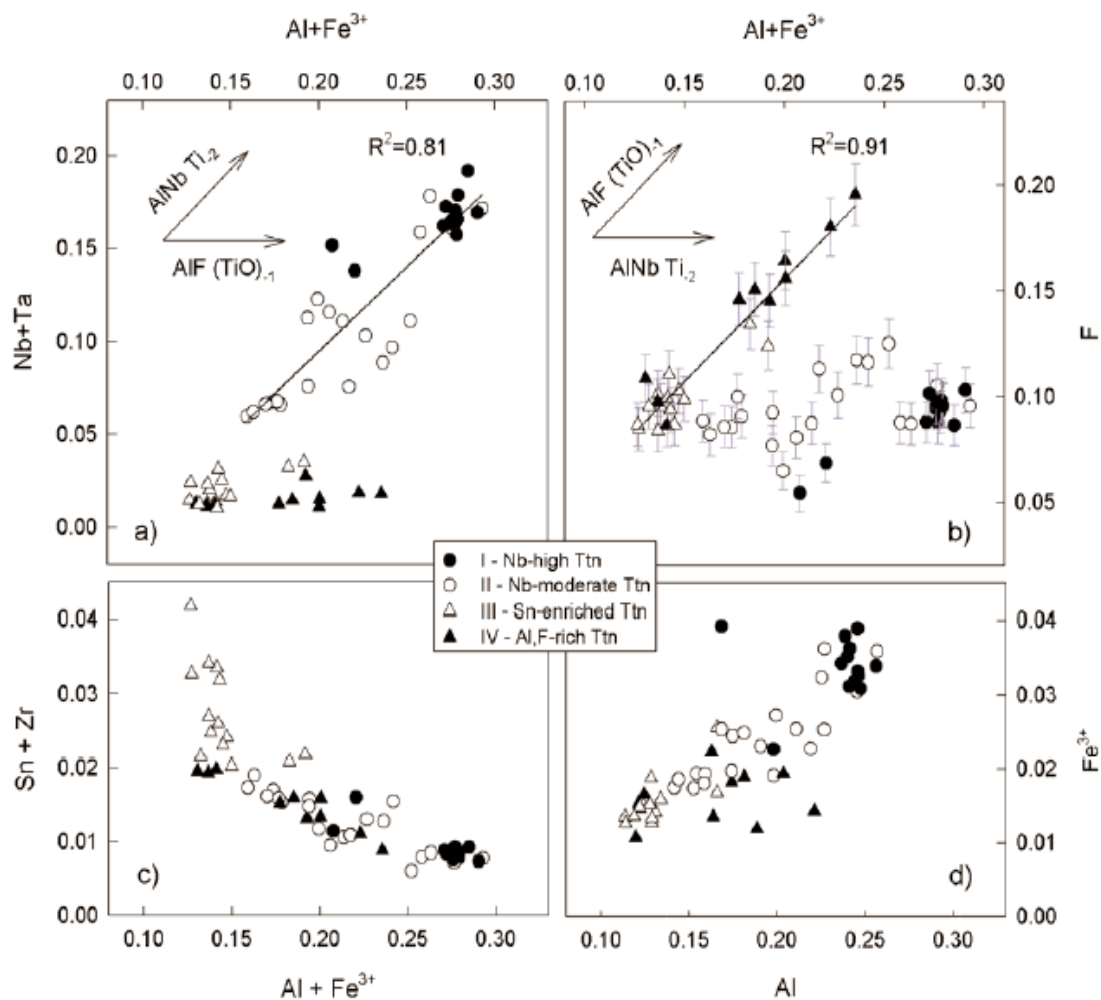 Al+Fe3+
Al+Fe3+
0.10 0.15 0.20 0.25 0.30
0.10 0.15 0.20 0.25 0.30
Nb+Ta
0.20
0.15
0.10
0.05
0.00
AlNb Ti-2
AlF (TiO)-1
R2=0.81
a)
AlF (TiO)-1
AlNb Ti-2
R2=0.91
b)
F
0.20
0.15
0.10
0.05
I - Nb-high Ttn
II - Nb-moderate Ttn
III - Sn-enriched Ttn
IV - Al,F-rich Ttn
Sn + Zr
0.04
0.03
0.02
0.01
0.00
c)
d)
Fe3+
0.04
0.03
0.02
0.01
0.00
0.10 0.15 0.20 0.25 0.30
0.10 0.15 0.20 0.25 0.30
Al + Fe3+
Al